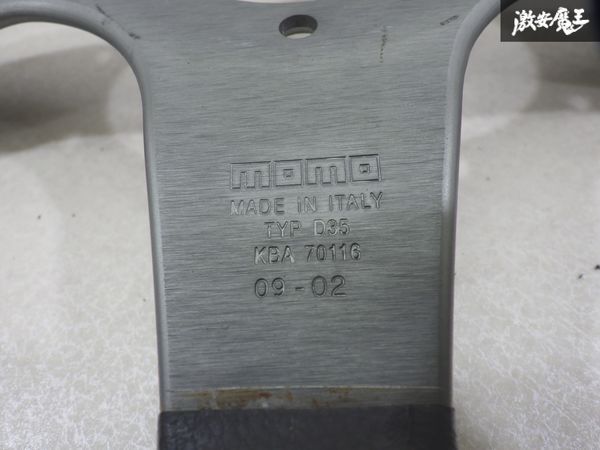 激安魔王
momo
MADE IN ITALY
TYP D35
KBA 70116
09-02